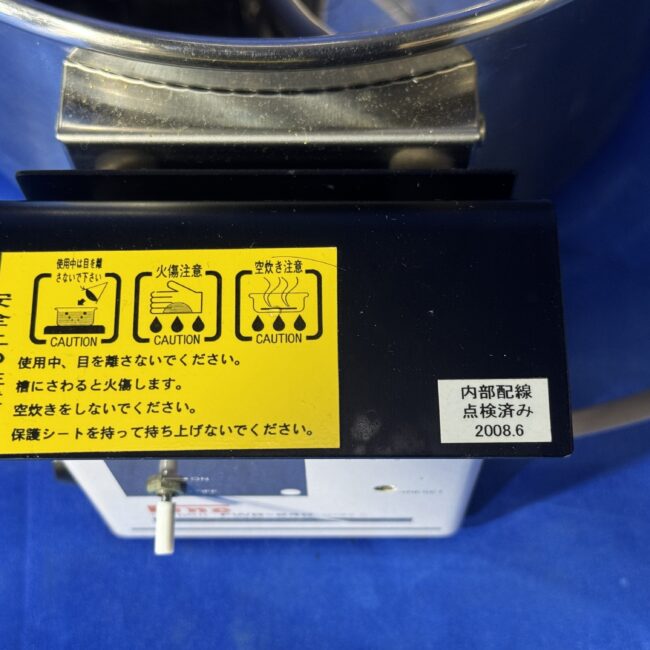 使用中は目を離
さないで下さい
CAUTION
火傷注意
CAUTION
空炊き注意
CAUTION
使用中、目を離さないでください。
槽にさわると火傷します。
空炊きをしないでください。
保護シートを持って持ち上げないでください。
内部配線
点検済み
2008.6
ON